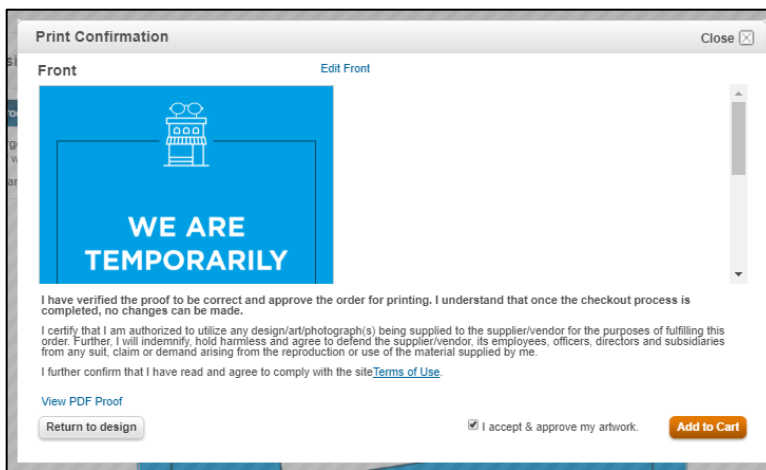 Print Confirmation
Close
Front
Edit Front
WE ARE
TEMPORARILY
I have verified the proof to be correct and approve the order for printing. I understand that once the checkout process is
completed, no changes can be made.
I certify that I am authorized to utilize any design/art/photograph(s) being supplied to the supplier/vendor for the purposes of fulfilling this
order. Further, I will indemnify, hold harmless and agree to defend the supplier/vendor, its employees, officers, directors and subsidiaries
from any suit, claim or demand arising from the reproduction or use of the material supplied by me.
I further confirm that I have read and agree to comply with the siteTerms of Use.
View PDF Proof
Return to design
I accept & approve my artwork.
Add to Cart